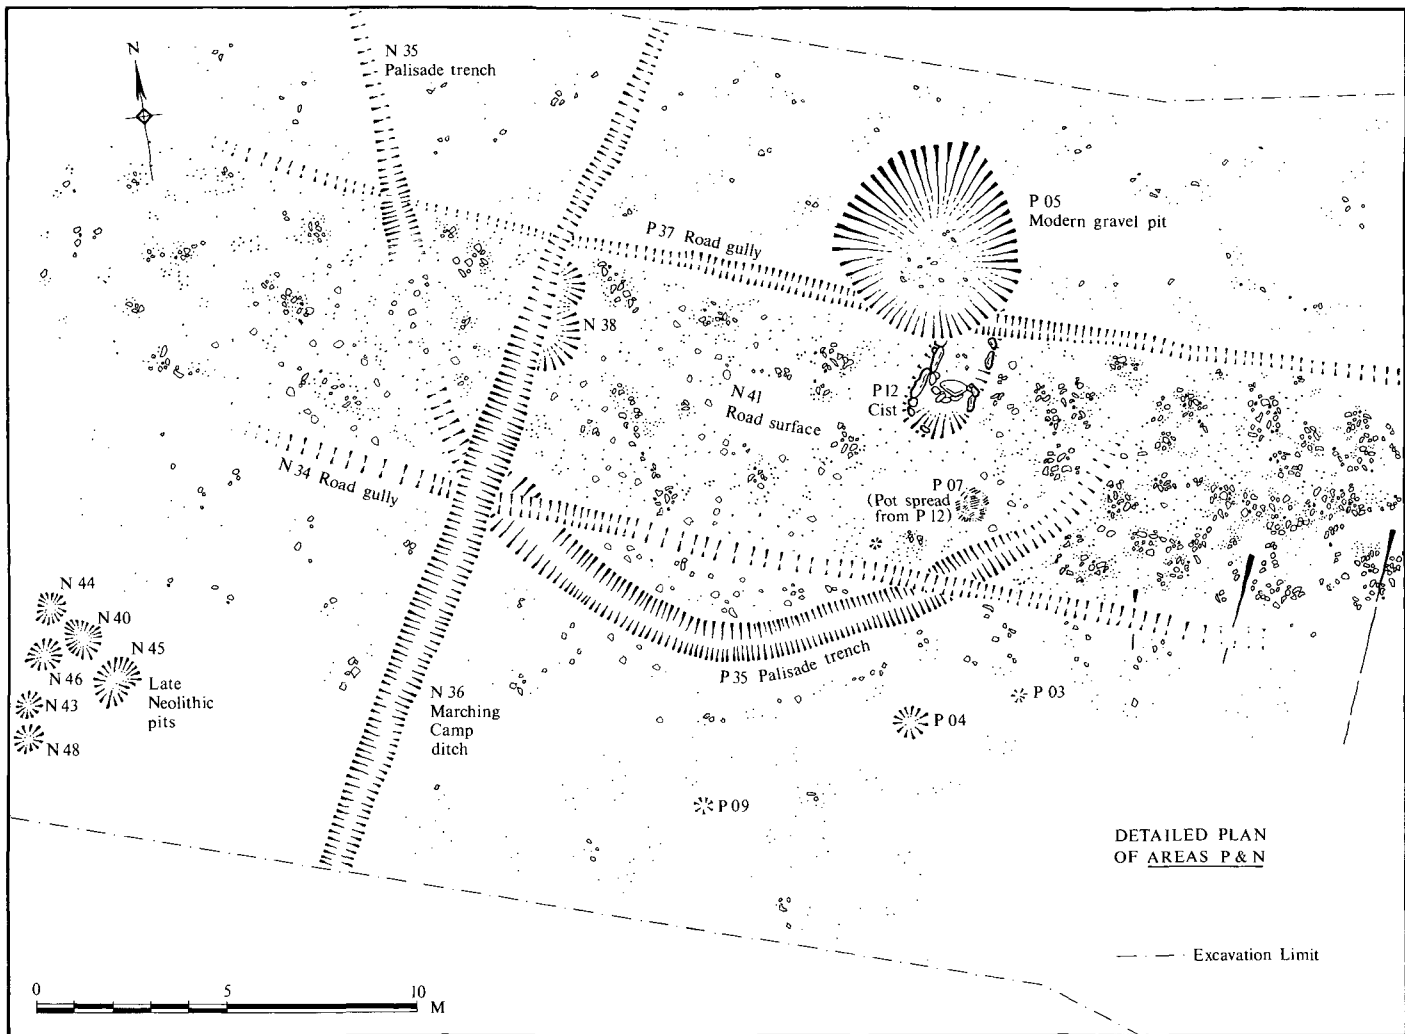 N
N 35
Palisade trench
P 05
Modern gravel pit
P 37 Road gully
N 38
N 41
Road surface
P 12
Cist
N 34 Road gully
P 07
(Pot spread
from P 12)
N 44
N 40
N 45
N 46
N 43
N 48
Late
Neolithic
pits
P 35 Palisade trench
N 36
Marching
Camp
ditch
P 03
P 04
P 09
DETAILED PLAN
OF AREAS P & N
Excavation Limit
0 5 10
M